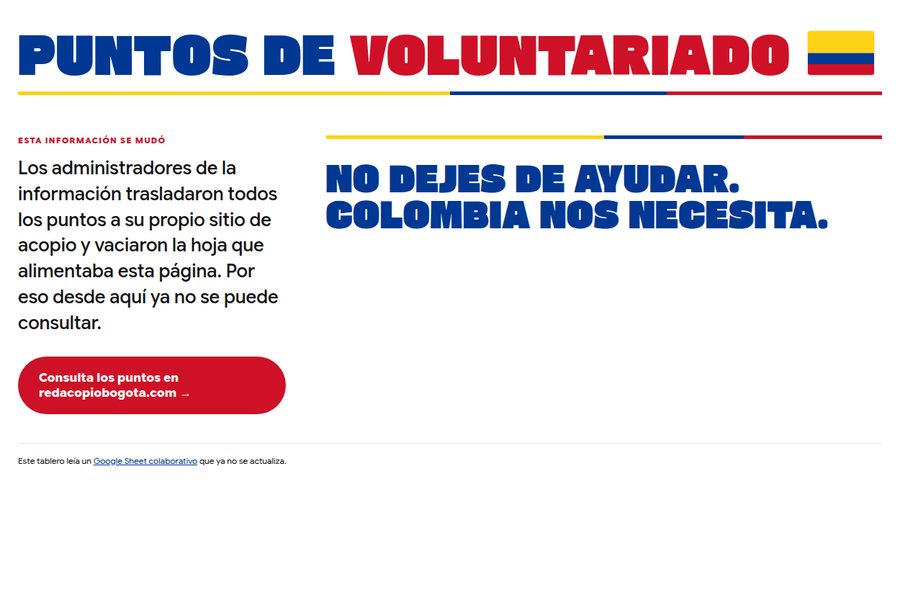 PUNTOS DE VOLUNTARIADO
ESTA INFORMACIÓN SE MUDÓ
Los administradores de la
información trasladaron todos
los puntos a su propio sitio de
acopio y vaciaron la hoja que
alimentaba esta página. Por
eso desde aquí ya no se puede
consultar.
Consulta los puntos en
redacopiobogota.com →
NO DEJES DE AYUDAR.
COLOMBIA NOS NECESITA.
Este tablero leía un Google Sheet colaborativo que ya no se actualiza.